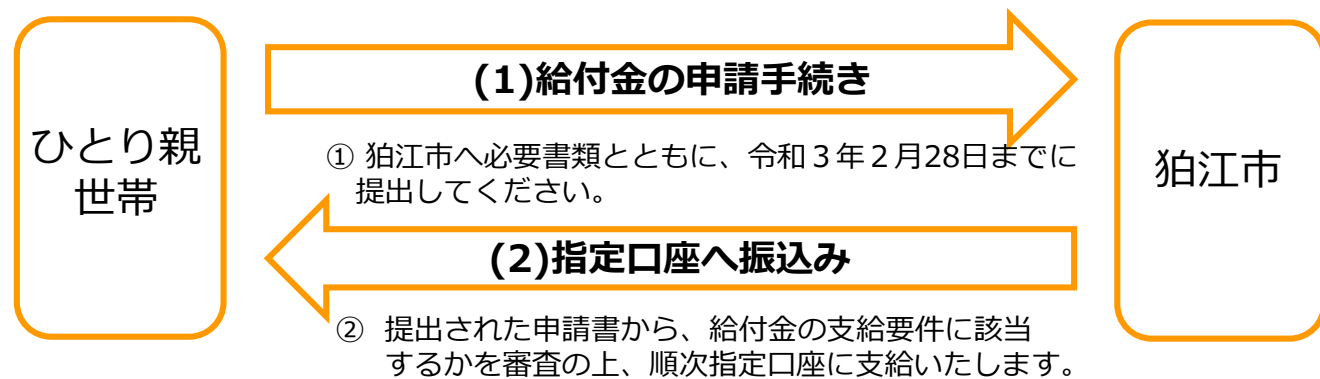 ひとり親
世帯
(1)給付金の申請手続き
① 狛江市へ必要書類とともに、令和３年２月28日までに
提出してください。
(2)指定口座へ振込み
② 提出された申請書から、給付金の支給要件に該当
するかを審査の上、順次指定口座に支給いたします。
狛江市